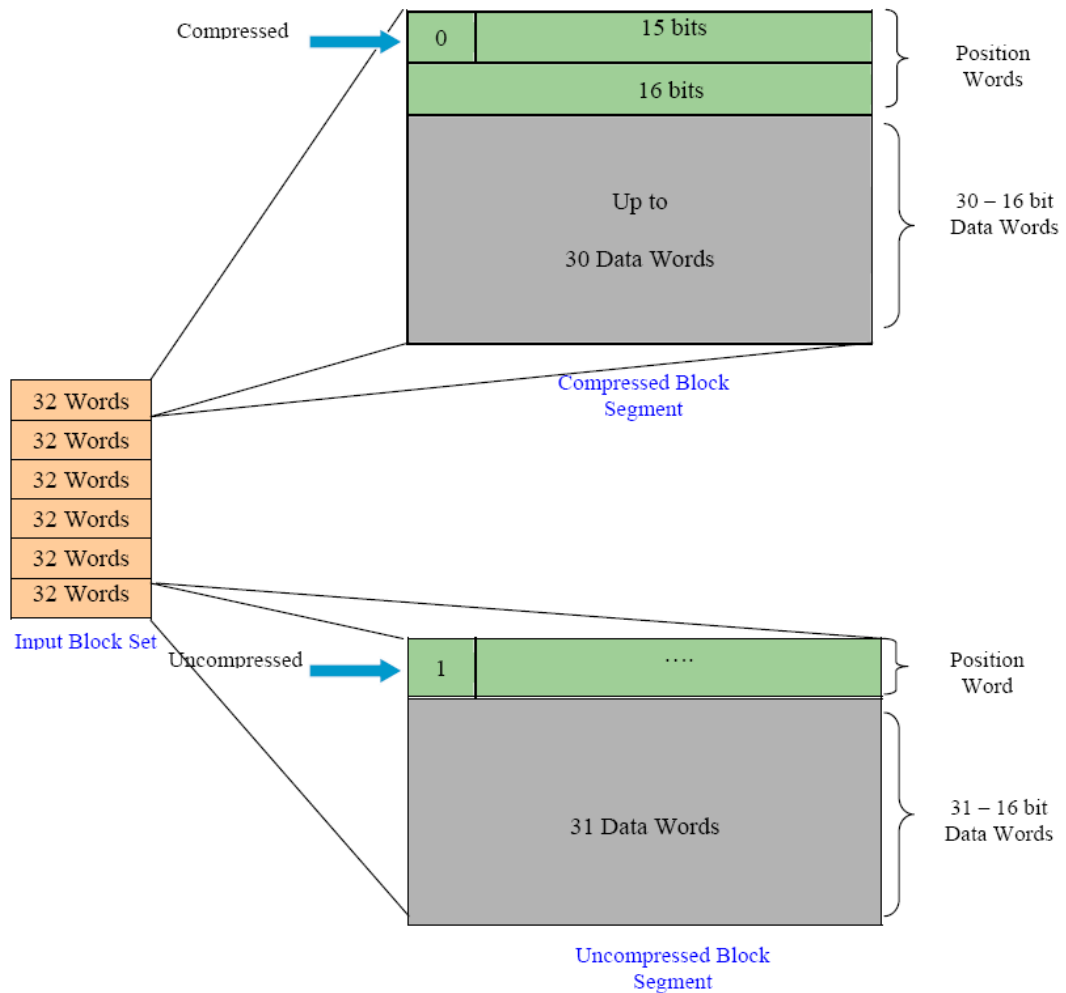 Compressed
0
15 bits
16 bits
Position
Words
Up to
30 Data Words
30 – 16 bit
Data Words
Compressed Block
Segment
32 Words
32 Words
32 Words
32 Words
32 Words
32 Words
Input Block Set
Uncompressed
1
....
Position
Word
31 Data Words
31 – 16 bit
Data Words
Uncompressed Block
Segment